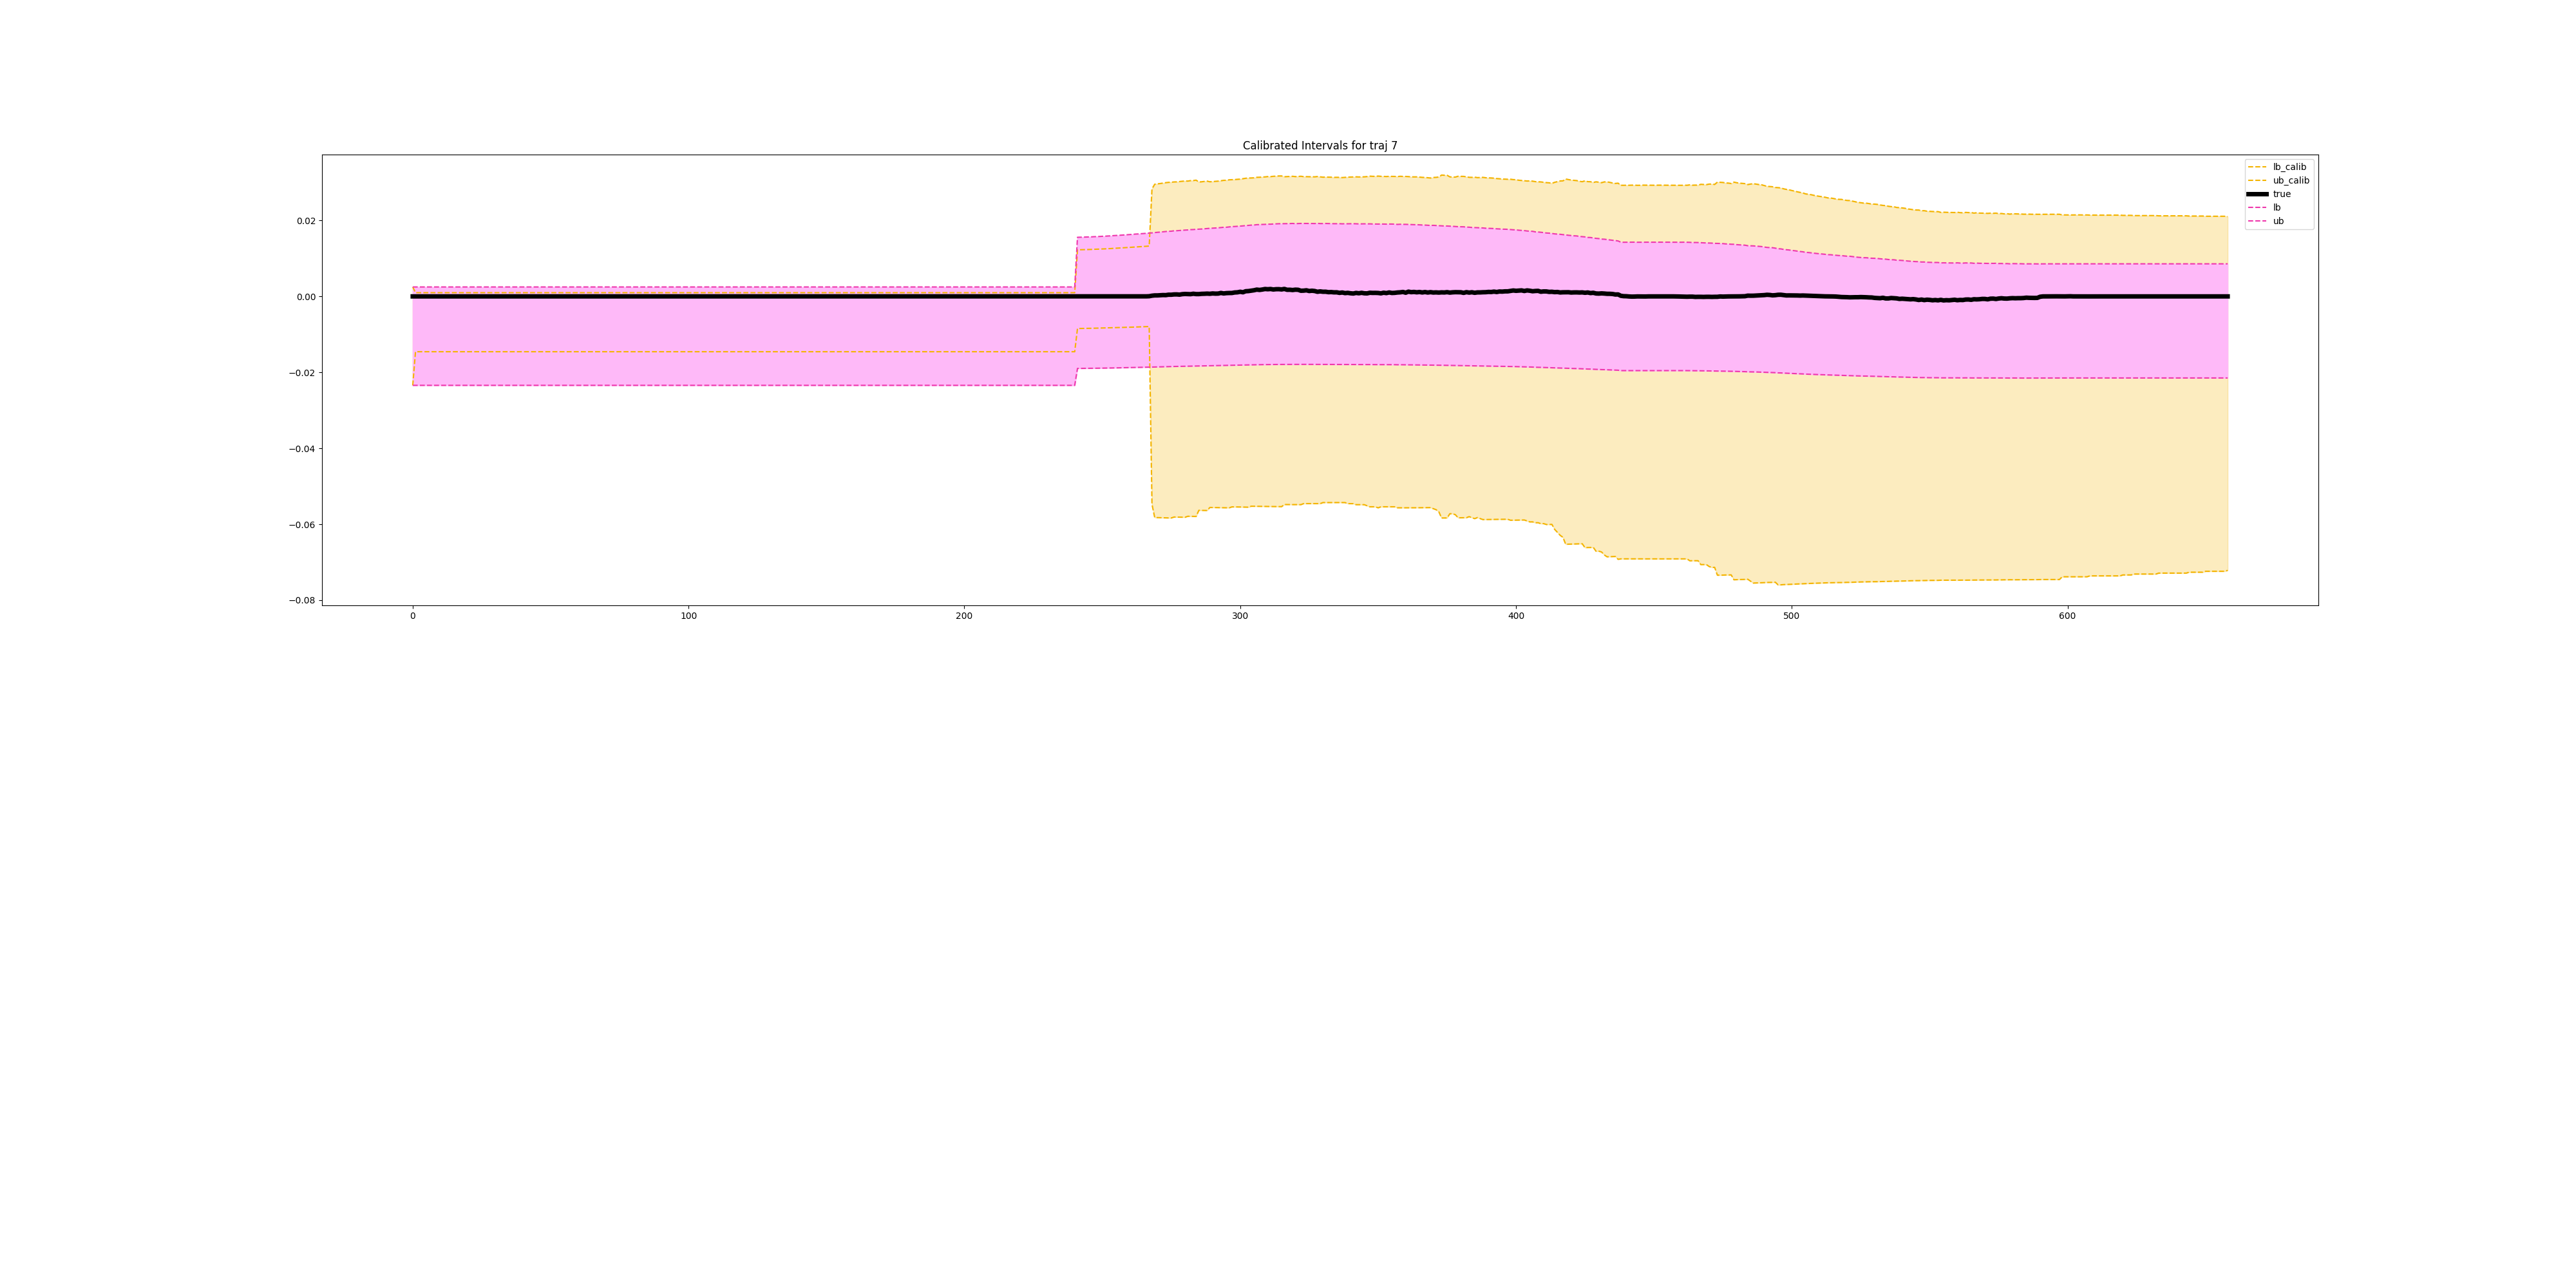 Calibrated Intervals for traj 7
lb_calib
ub_calib
true
lb
ub
0.02
0.00
−0.02
−0.04
−0.06
−0.08
0 100 200 300 400 500 600